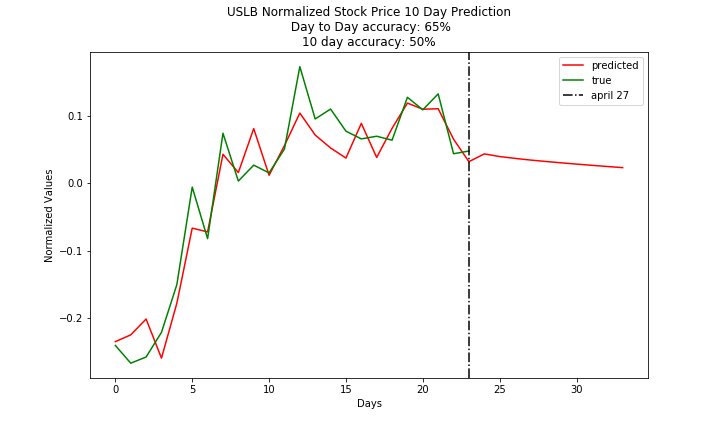 USLB Normalized Stock Price 10 Day Prediction
Day to Day accuracy: 65%
10 day accuracy: 50%
predicted
true
april 27
0.1
0.0
−0.1
−0.2
Normalized Values
0 5 10 15 20 25 30
Days